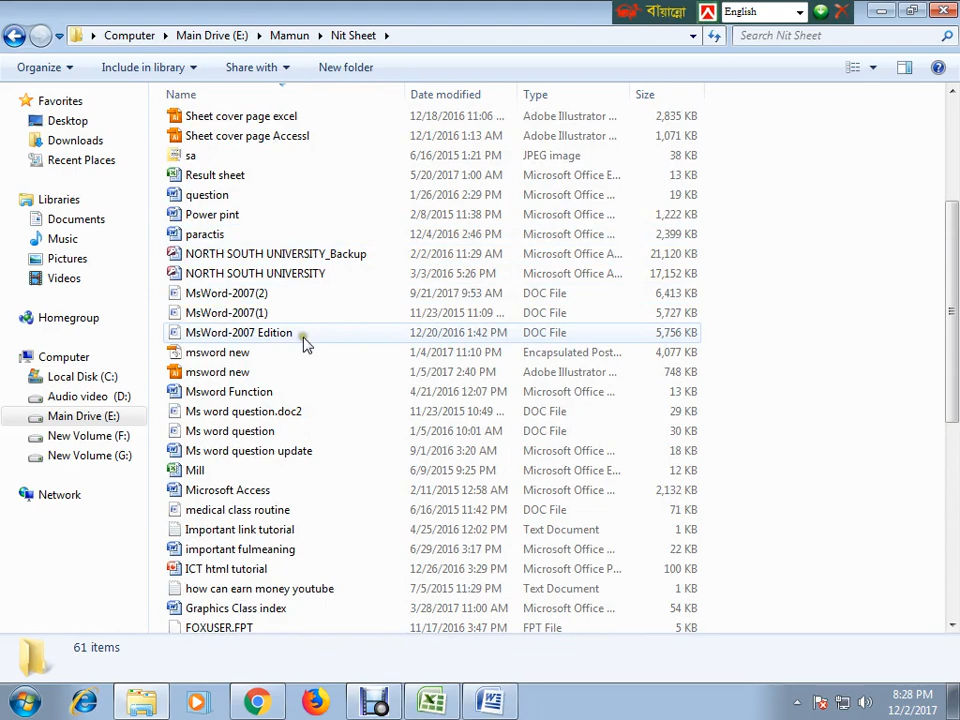 বাঁয়ান্নো English
Computer Main Drive (E:) Mamun Nit Sheet Search Nit Sheet
Organize Include in library Share with New folder
Name Date modified Type Size
Favorites
Desktop
Downloads
Recent Places
Libraries
Documents
Music
Pictures
Videos
Homegroup
Computer
Local Disk (C:)
Audio video (D:)
Main Drive (E:)
New Volume (F:)
New Volume (G:)
Network
Sheet cover page excel 12/18/2016 11:06 ... Adobe Illustrator ... 2,835 KB
Sheet cover page Accessl 12/1/2016 1:13 AM Adobe Illustrator ... 1,071 KB
sa 6/16/2015 1:21 PM JPEG image 38 KB
Result sheet 5/20/2017 1:00 AM Microsoft Office E... 13 KB
question 1/26/2016 2:29 PM Microsoft Office ... 19 KB
Power pint 2/8/2015 11:38 PM Microsoft Office ... 1,222 KB
paractis 12/4/2016 2:46 PM Microsoft Office ... 2,399 KB
NORTH SOUTH UNIVERSITY_Backup 2/2/2016 11:29 AM Microsoft Office A... 21,120 KB
NORTH SOUTH UNIVERSITY 3/3/2016 5:26 PM Microsoft Office A... 17,152 KB
MsWord-2007(2) 9/21/2017 9:53 AM DOC File 6,413 KB
MsWord-2007(1) 11/23/2015 11:09 ... DOC File 5,727 KB
MsWord-2007 Edition 12/20/2016 1:42 PM DOC File 5,756 KB
msword new 1/4/2017 11:10 PM Encapsulated Post... 4,077 KB
msword new 1/5/2017 2:40 PM Adobe Illustrator ... 748 KB
Msword Function 4/21/2016 12:07 PM Microsoft Office ... 13 KB
Ms word question.doc2 11/23/2015 10:49 ... DOC File 29 KB
Ms word question 1/5/2016 10:01 AM DOC File 30 KB
Ms word question update 9/1/2016 3:20 AM Microsoft Office ... 18 KB
Mill 6/9/2015 9:25 PM Microsoft Office E... 12 KB
Microsoft Access 2/11/2015 12:58 AM Microsoft Office ... 2,132 KB
medical class routine 6/16/2015 11:42 PM DOC File 71 KB
Important link tutorial 4/25/2016 12:02 PM Text Document 1 KB
important fulmeaning 6/29/2016 3:17 PM Microsoft Office ... 22 KB
ICT html tutorial 12/26/2016 3:29 PM Microsoft Office P... 100 KB
how can earn money youtube 7/5/2015 11:29 PM Text Document 1 KB
Graphics Class index 3/28/2017 11:00 AM Microsoft Office ... 54 KB
FOXUSER.FPT 11/17/2016 3:47 PM FPT File 5 KB
61 items
8:28 PM
12/2/2017